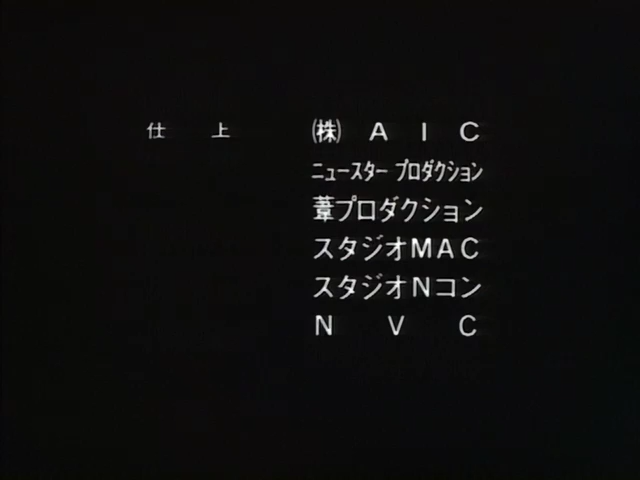 仕上 ㈱ AIC
ニュースター プロダクション
葦プロダクション
スタジオMAC
スタジオNコン
NVC